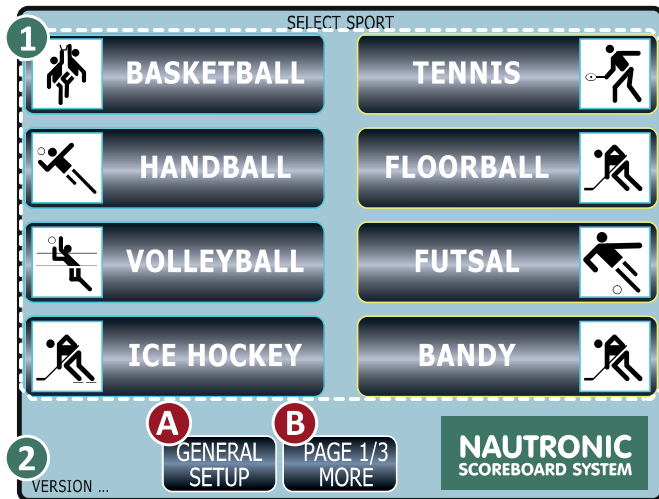 SELECT SPORT
1
BASKETBALL
TENNIS
HANDBALL
FLOORBALL
VOLLEYBALL
FUTSAL
ICE HOCKEY
BANDY
A
B
GENERAL
SETUP
PAGE 1/3
MORE
NAUTRONIC
SCOREBOARD SYSTEM
2
VERSION ...